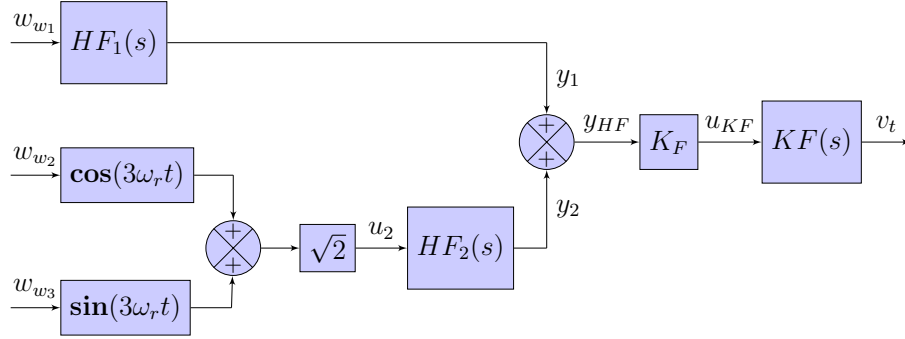 w_{w_1}
HF_1(s)
y_1
+
+
y_{HF}
K_F
u_{KF}
KF(s)
v_t
w_{w_2}
cos(3ω_r t)
+
+
√2
u_2
HF_2(s)
y_2
w_{w_3}
sin(3ω_r t)